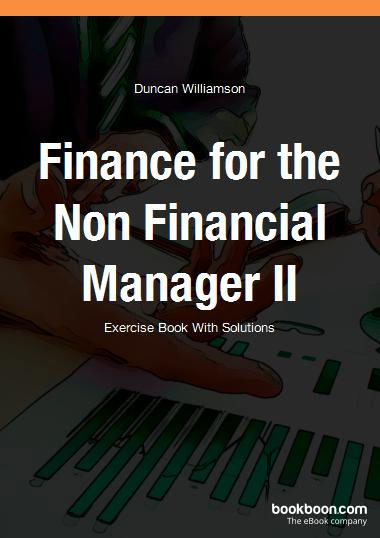 Duncan Williamson
Finance for the
Non Financial
Manager II
Exercise Book With Solutions
bookboon.com
The eBook company